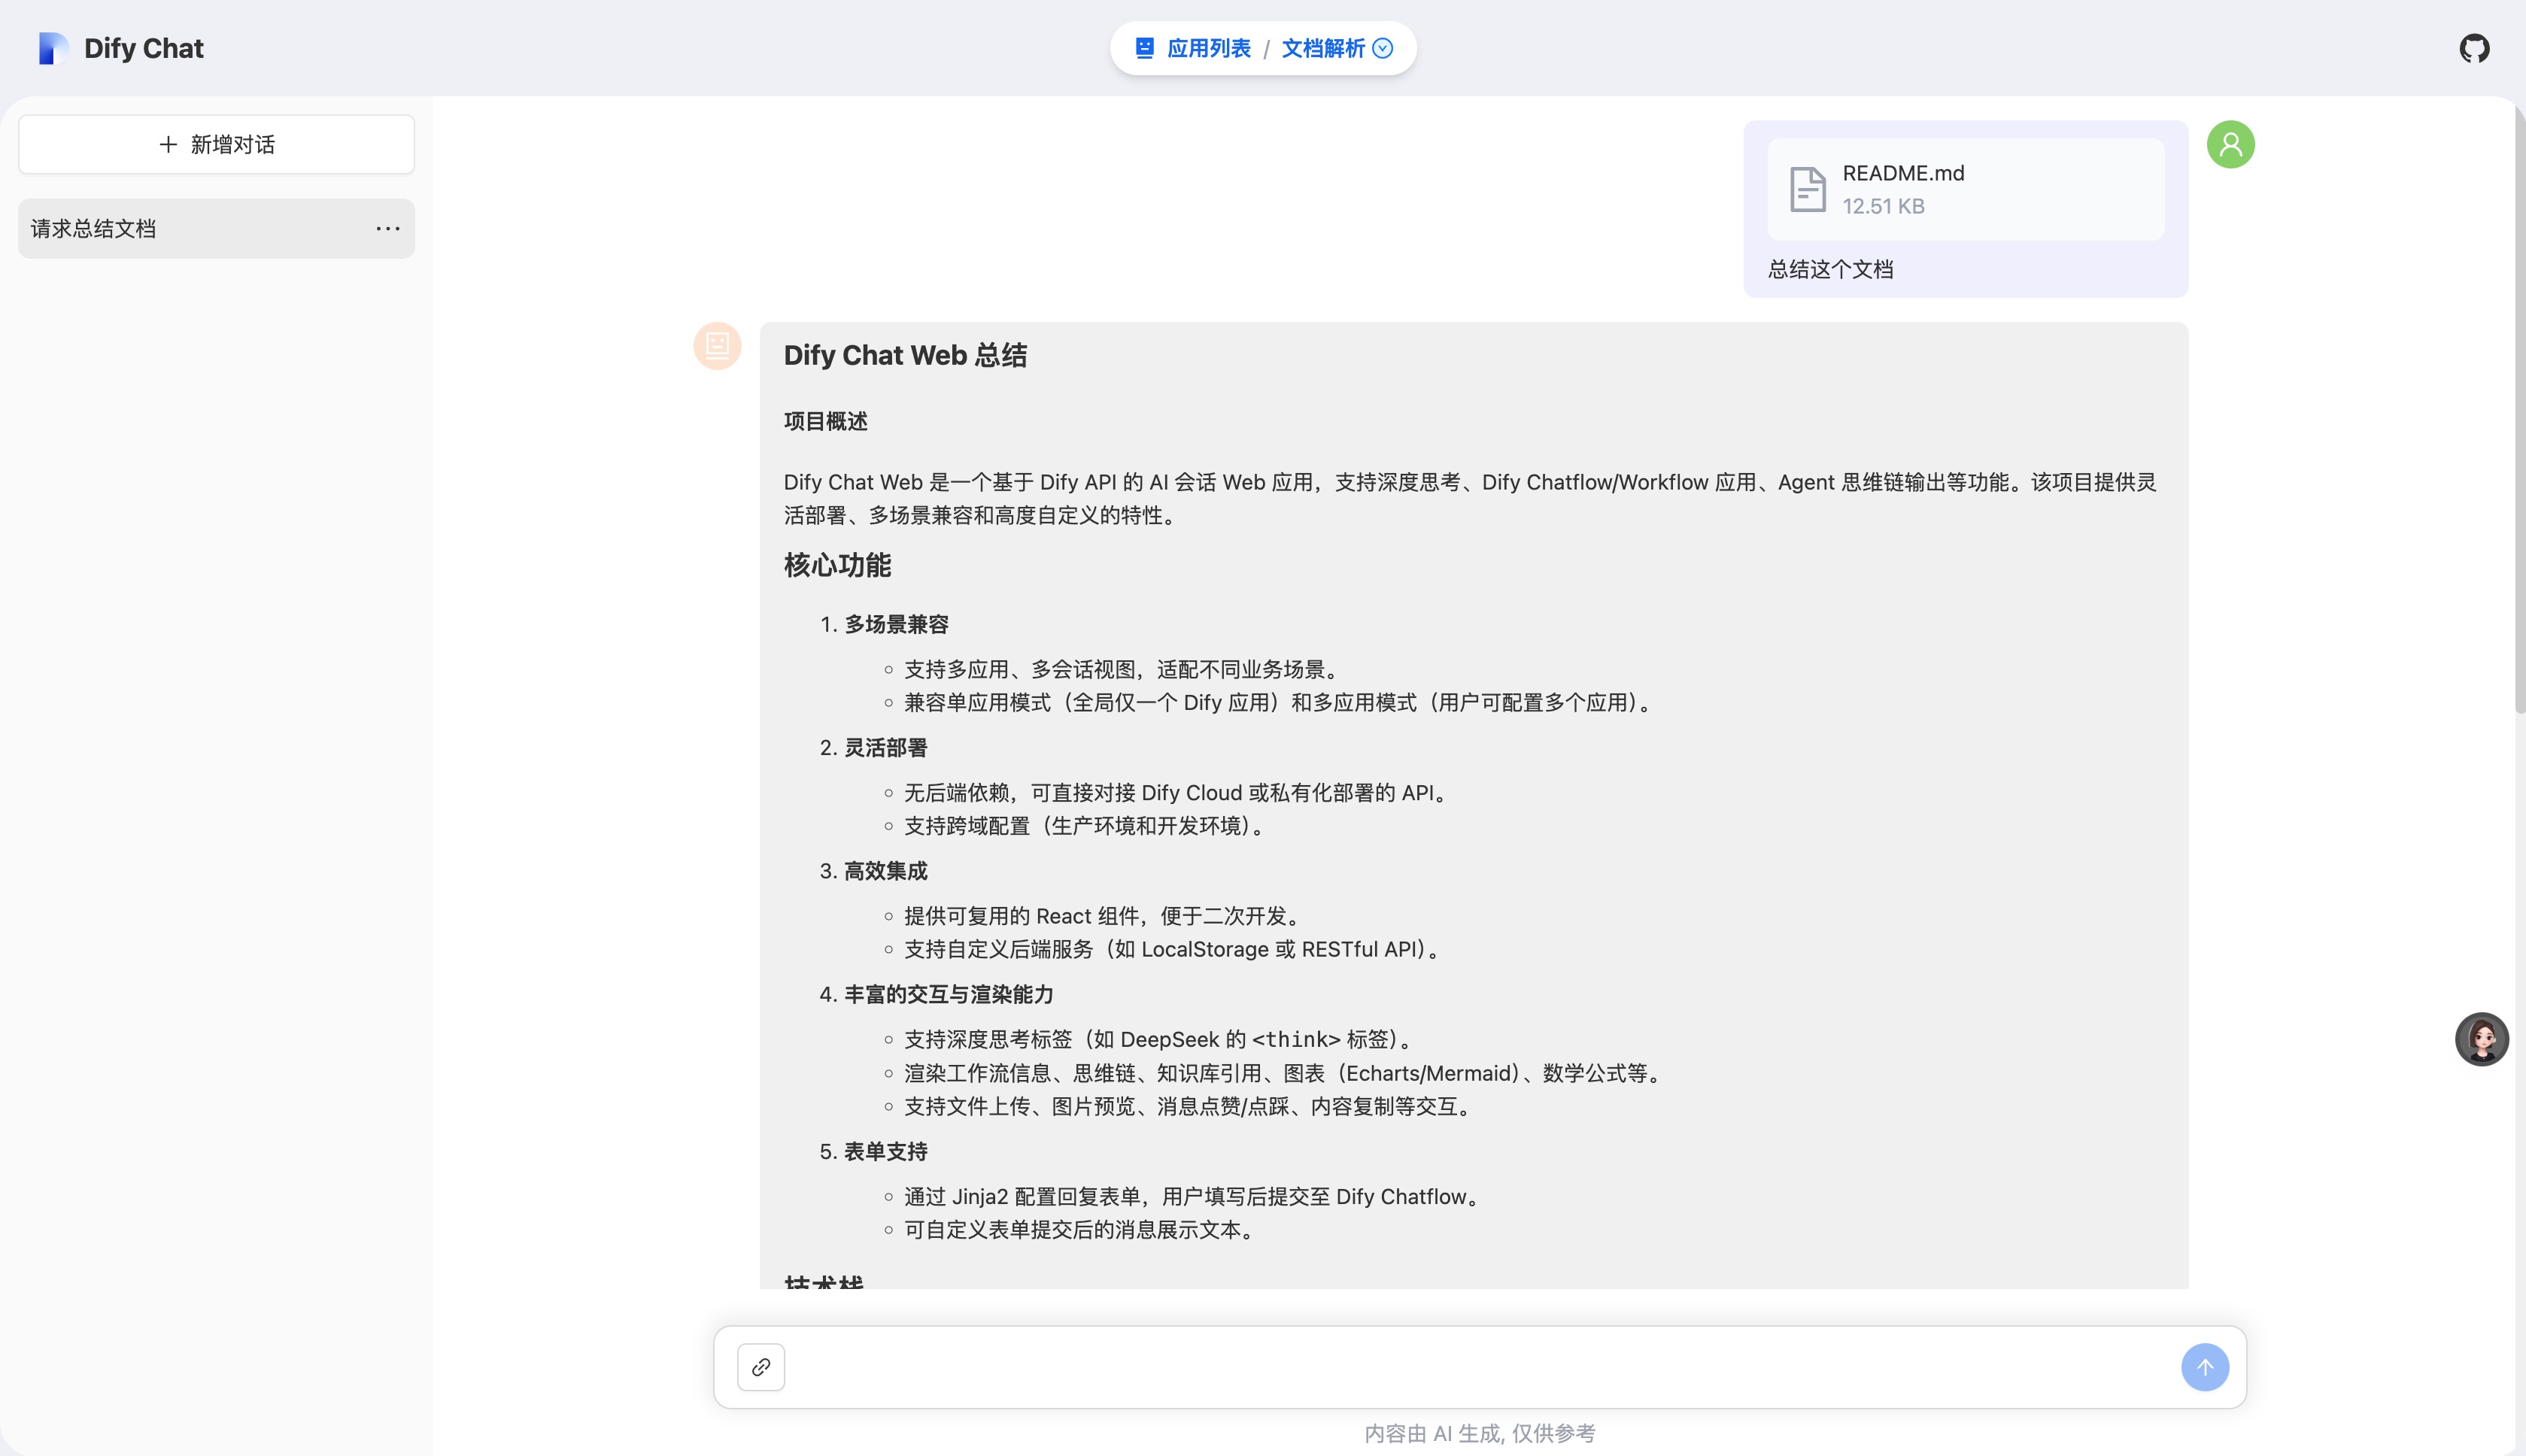 Dify Chat
应用列表 / 文档解析
+ 新增对话
请求总结文档 ···
README.md
12.51 KB
总结这个文档
Dify Chat Web 总结
项目概述
Dify Chat Web 是一个基于 Dify API 的 AI 会话 Web 应用，支持深度思考、Dify Chatflow/Workflow 应用、Agent 思维链输出等功能。该项目提供灵
活部署、多场景兼容和高度自定义的特性。
核心功能
1. 多场景兼容
◦ 支持多应用、多会话视图，适配不同业务场景。
◦ 兼容单应用模式（全局仅一个 Dify 应用）和多应用模式（用户可配置多个应用）。
2. 灵活部署
◦ 无后端依赖，可直接对接 Dify Cloud 或私有化部署的 API。
◦ 支持跨域配置（生产环境和开发环境）。
3. 高效集成
◦ 提供可复用的 React 组件，便于二次开发。
◦ 支持自定义后端服务（如 LocalStorage 或 RESTful API）。
4. 丰富的交互与渲染能力
◦ 支持深度思考标签（如 DeepSeek 的 <think> 标签）。
◦ 渲染工作流信息、思维链、知识库引用、图表（Echarts/Mermaid）、数学公式等。
◦ 支持文件上传、图片预览、消息点赞/点踩、内容复制等交互。
5. 表单支持
◦ 通过 Jinja2 配置回复表单，用户填写后提交至 Dify Chatflow。
◦ 可自定义表单提交后的消息展示文本。
技术栈
内容由 AI 生成, 仅供参考